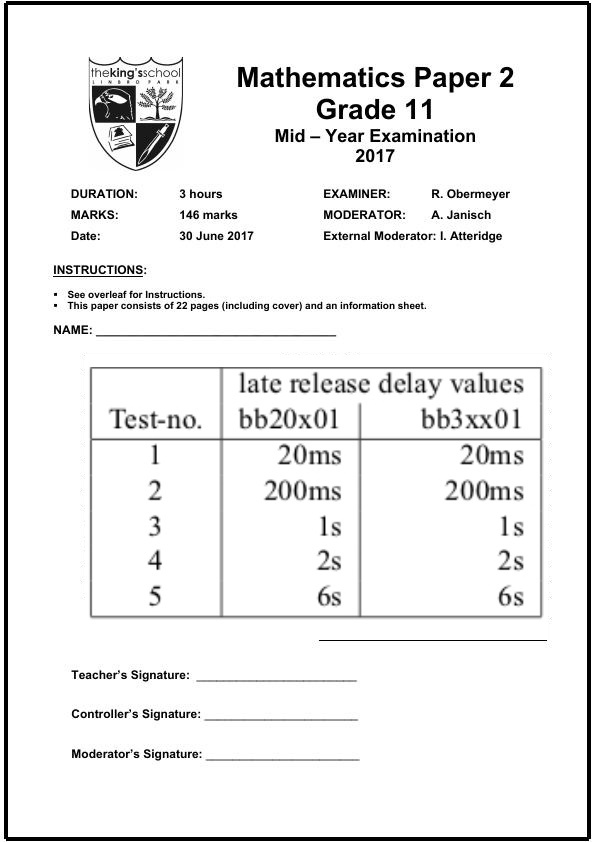 theking'sschool
LINBRO PARK
Mathematics Paper 2
Grade 11
Mid – Year Examination
2017
DURATION: 3 hours EXAMINER: R. Obermeyer
MARKS: 146 marks MODERATOR: A. Janisch
Date: 30 June 2017 External Moderator: I. Atteridge
INSTRUCTIONS:
▪ See overleaf for Instructions.
▪ This paper consists of 22 pages (including cover) and an information sheet.
NAME: ____________________________________
late release delay values
Test-no. bb20x01 bb3xx01
1 20ms 20ms
2 200ms 200ms
3 1s 1s
4 2s 2s
5 6s 6s
Teacher's Signature: ________________________
Controller's Signature: _______________________
Moderator's Signature: _______________________